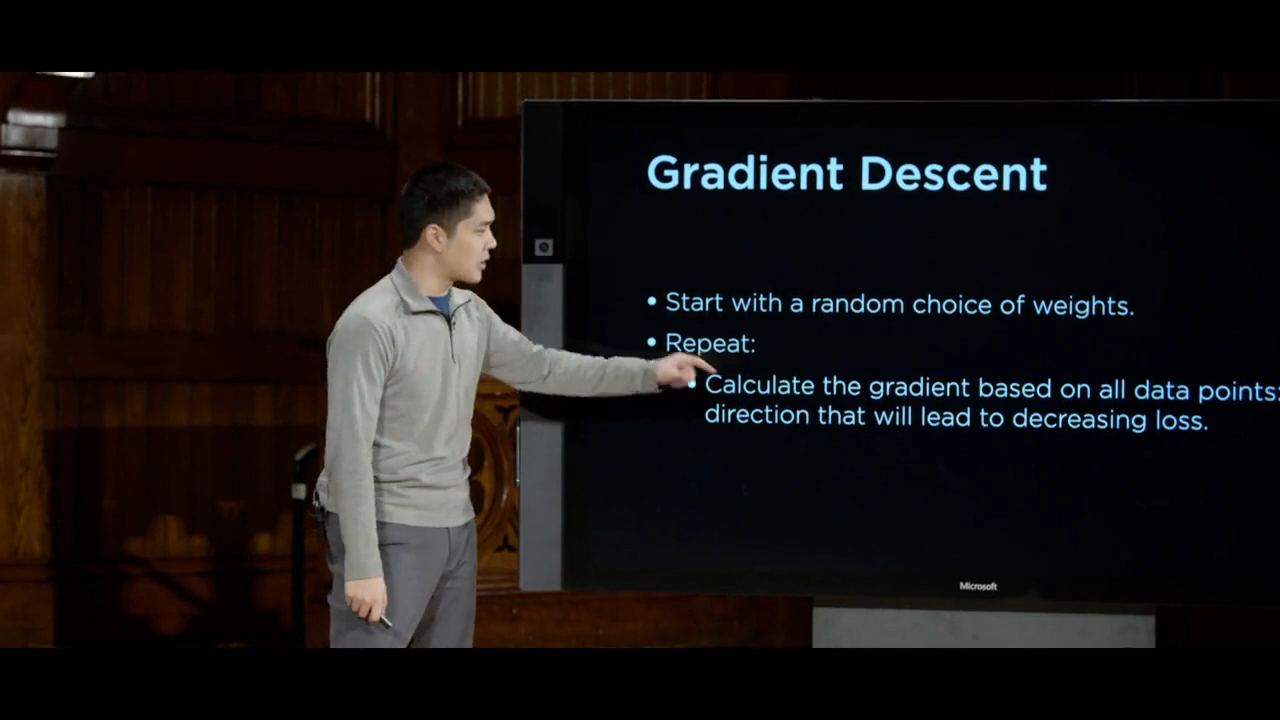 Gradient Descent
• Start with a random choice of weights.
• Repeat:
• Calculate the gradient based on all data points:
direction that will lead to decreasing loss.
Microsoft